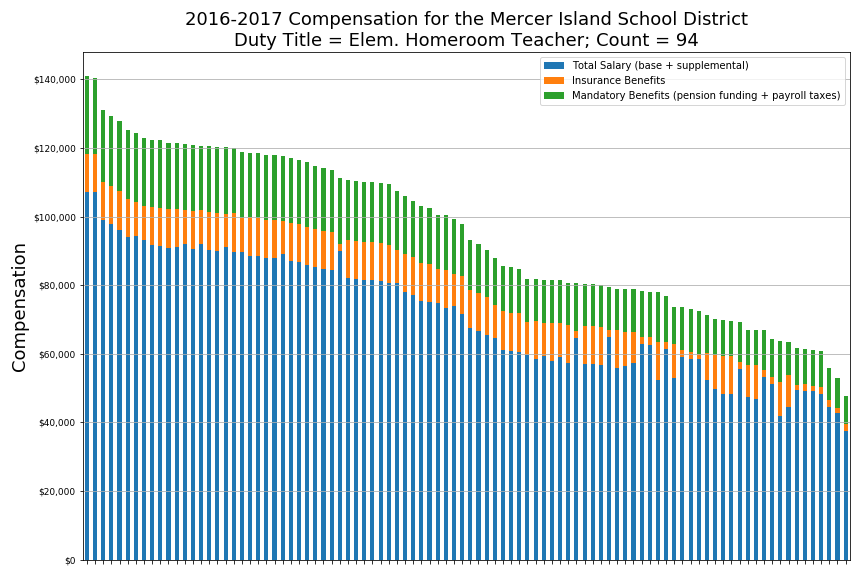 2016-2017 Compensation for the Mercer Island School District
Duty Title = Elem. Homeroom Teacher; Count = 94
Total Salary (base + supplemental)
Insurance Benefits
Mandatory Benefits (pension funding + payroll taxes)
Compensation
$140,000
$120,000
$100,000
$80,000
$60,000
$40,000
$20,000
$0